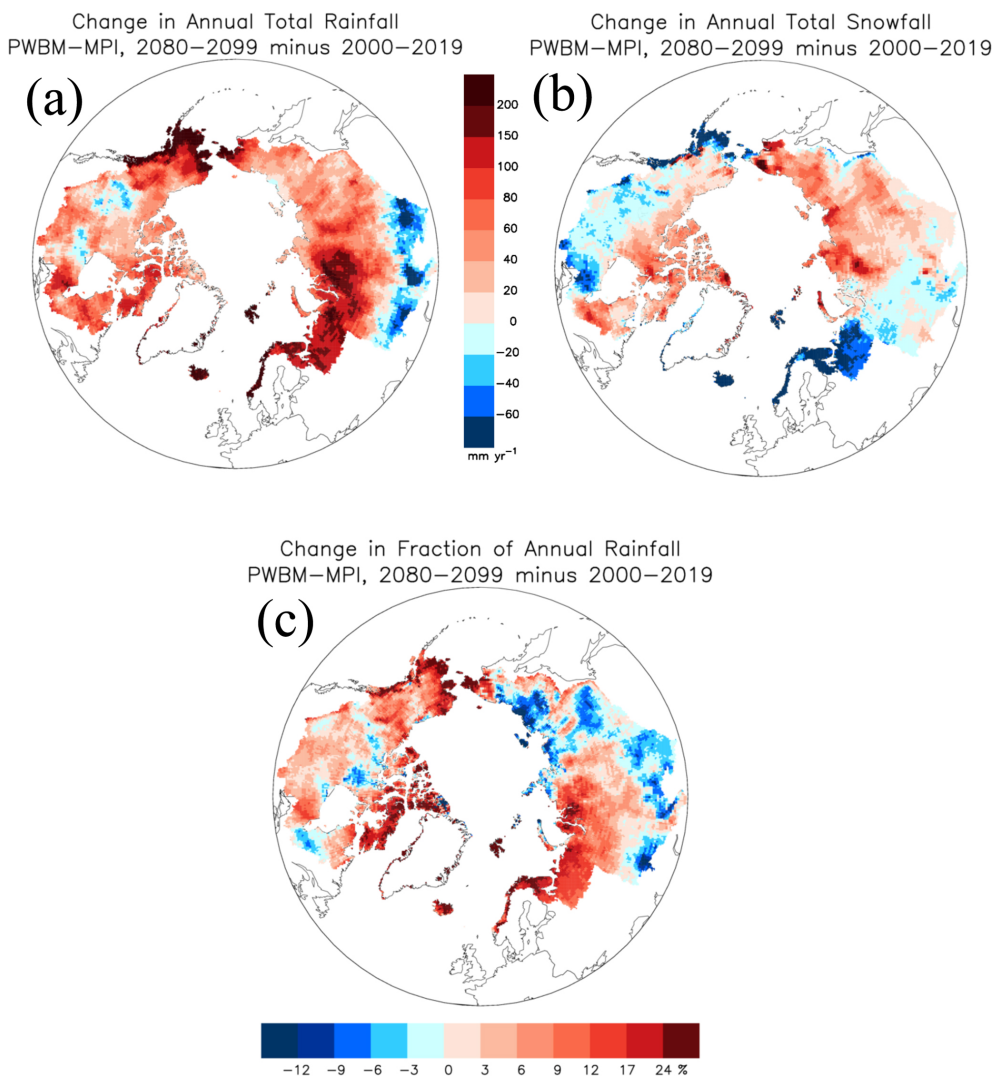 Change in Annual Total Rainfall
PWBM−MPI, 2080−2099 minus 2000−2019
(a)
Change in Annual Total Snowfall
PWBM−MPI, 2080−2099 minus 2000−2019
(b)
200
150
100
80
60
40
20
0
−20
−40
−60
mm yr⁻¹
Change in Fraction of Annual Rainfall
PWBM−MPI, 2080−2099 minus 2000−2019
(c)
−12 −9 −6 −3 0 3 6 9 12 17 24 %